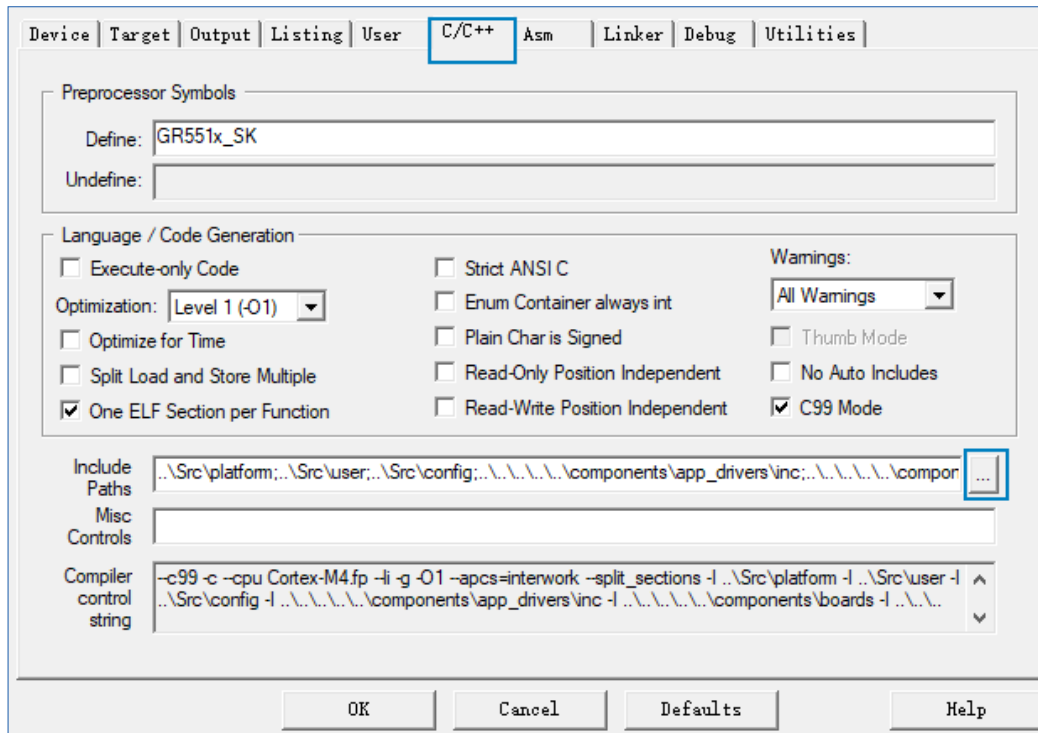 Device Target Output Listing User C/C++ Asm Linker Debug Utilities
Preprocessor Symbols
Define: GR551x_SK
Undefine:
Language / Code Generation
Execute-only Code
Optimization: Level 1 (-O1)
Optimize for Time
Split Load and Store Multiple
One ELF Section per Function
Strict ANSI C
Enum Container always int
Plain Char is Signed
Read-Only Position Independent
Read-Write Position Independent
Warnings:
All Warnings
Thumb Mode
No Auto Includes
C99 Mode
Include
Paths
..\Src\platform;..\Src\user;..\Src\config;..\..\..\..\..\components\app_drivers\inc;..\..\..\..\..\compon
...
Misc
Controls
Compiler
control
string
--c99 -c --cpu Cortex-M4.fp --li -g -O1 --apcs=interwork --split_sections -I ..\Src\platform -I ..\Src\user -I
..\Src\config -I ..\..\..\..\..\components\app_drivers\inc -I ..\..\..\..\..\components\boards -I ..\..\..
OK Cancel Defaults Help